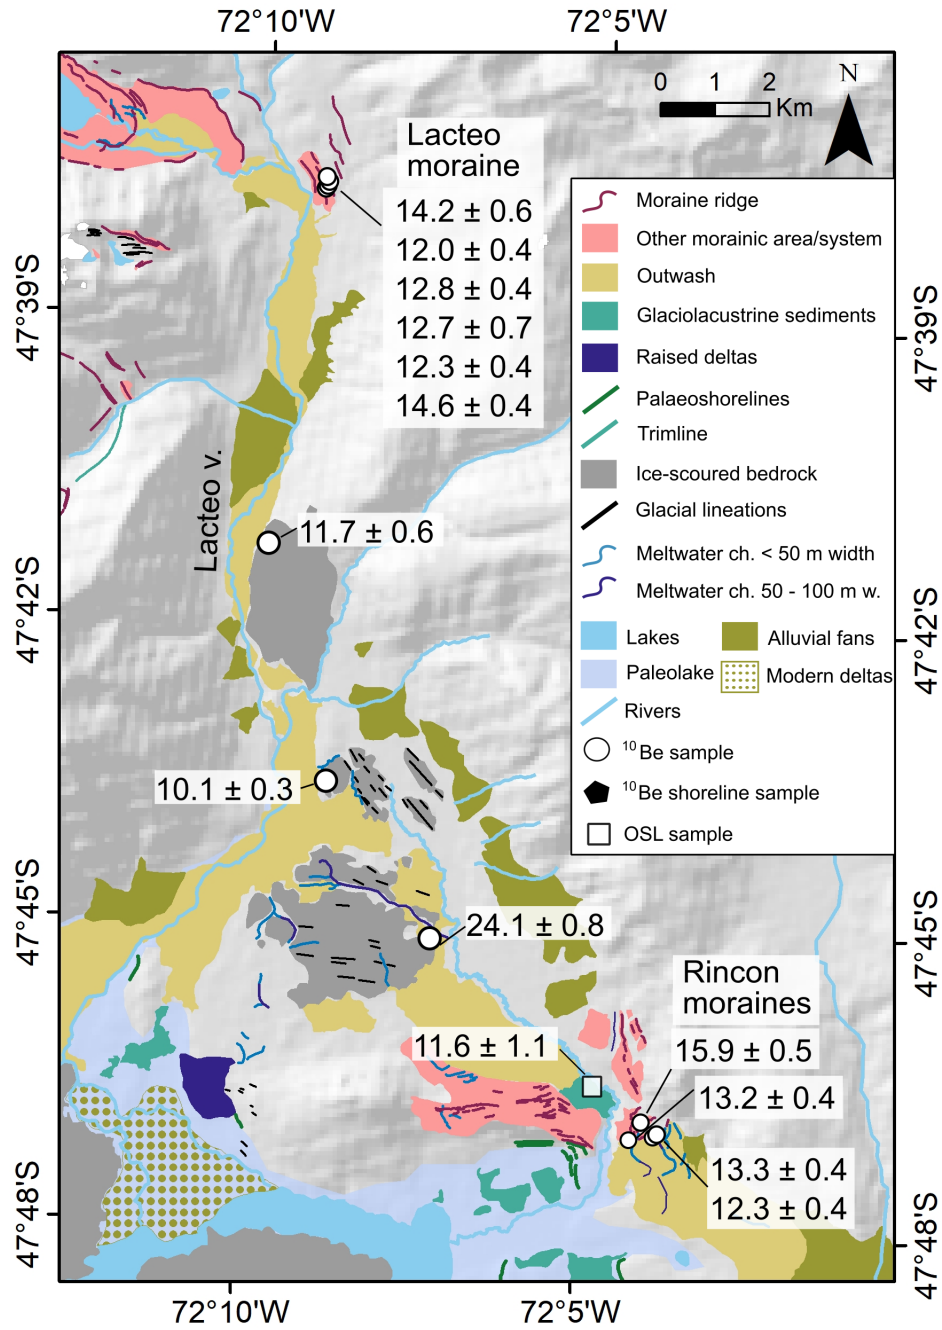 72°10'W
72°5'W
0 1 2
Km
N
Lacteo
moraine
14.2 ± 0.6
12.0 ± 0.4
12.8 ± 0.4
12.7 ± 0.7
12.3 ± 0.4
14.6 ± 0.4
Moraine ridge
Other morainic area/system
Outwash
Glaciolacustrine sediments
Raised deltas
Palaeoshorelines
Trimline
Ice-scoured bedrock
Glacial lineations
Meltwater ch. < 50 m width
Meltwater ch. 50 - 100 m w.
Lakes
Alluvial fans
Paleolake
Modern deltas
Rivers
10Be sample
10Be shoreline sample
OSL sample
47°39'S
47°39'S
Lacteo v.
11.7 ± 0.6
47°42'S
47°42'S
10.1 ± 0.3
47°45'S
47°45'S
24.1 ± 0.8
Rincon
moraines
11.6 ± 1.1
15.9 ± 0.5
13.2 ± 0.4
13.3 ± 0.4
12.3 ± 0.4
47°48'S
47°48'S
72°10'W
72°5'W